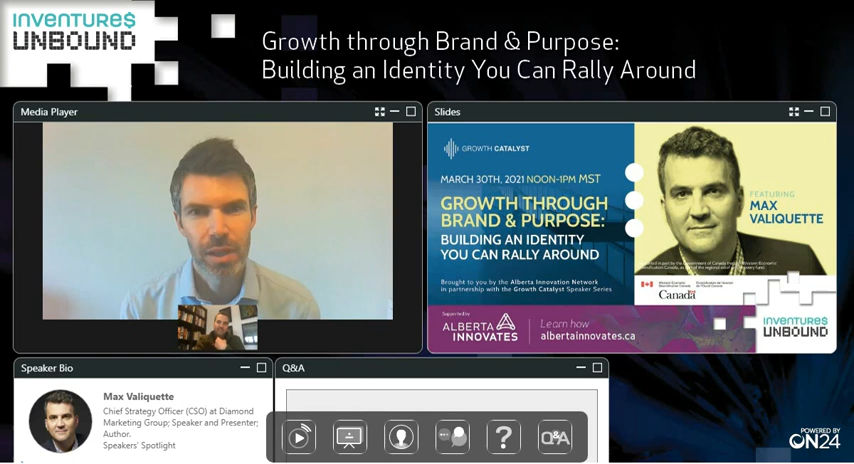 inventure$
UNBOUND
Growth through Brand & Purpose:
Building an Identity You Can Rally Around
Media Player
Slides
GROWTH CATALYST
MARCH 30TH, 2021 NOON-1PM MST
GROWTH THROUGH
BRAND & PURPOSE:
BUILDING AN IDENTITY
YOU CAN RALLY AROUND
Brought to you by the Alberta Innovation Network
in partnership with the Growth Catalyst Speaker Series
FEATURING
MAX
VALIQUETTE
Canada
Supported by
ALBERTA
INNOVATES
Learn how
albertainnovates.ca
inventure$
UNBOUND
Speaker Bio
Max Valiquette
Chief Strategy Officer (CSO) at Diamond
Marketing Group; Speaker and Presenter;
Author.
Speakers' Spotlight
Q&A
?
Q&A
POWERED BY
ON24